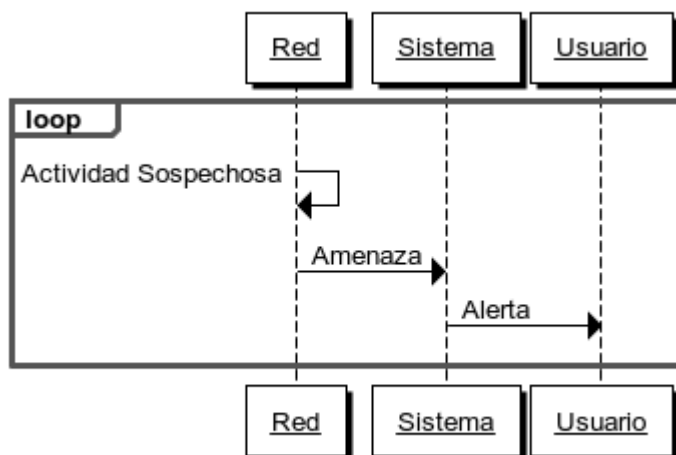 Red
Sistema
Usuario
loop
Actividad Sospechosa
Amenaza
Alerta
Red
Sistema
Usuario